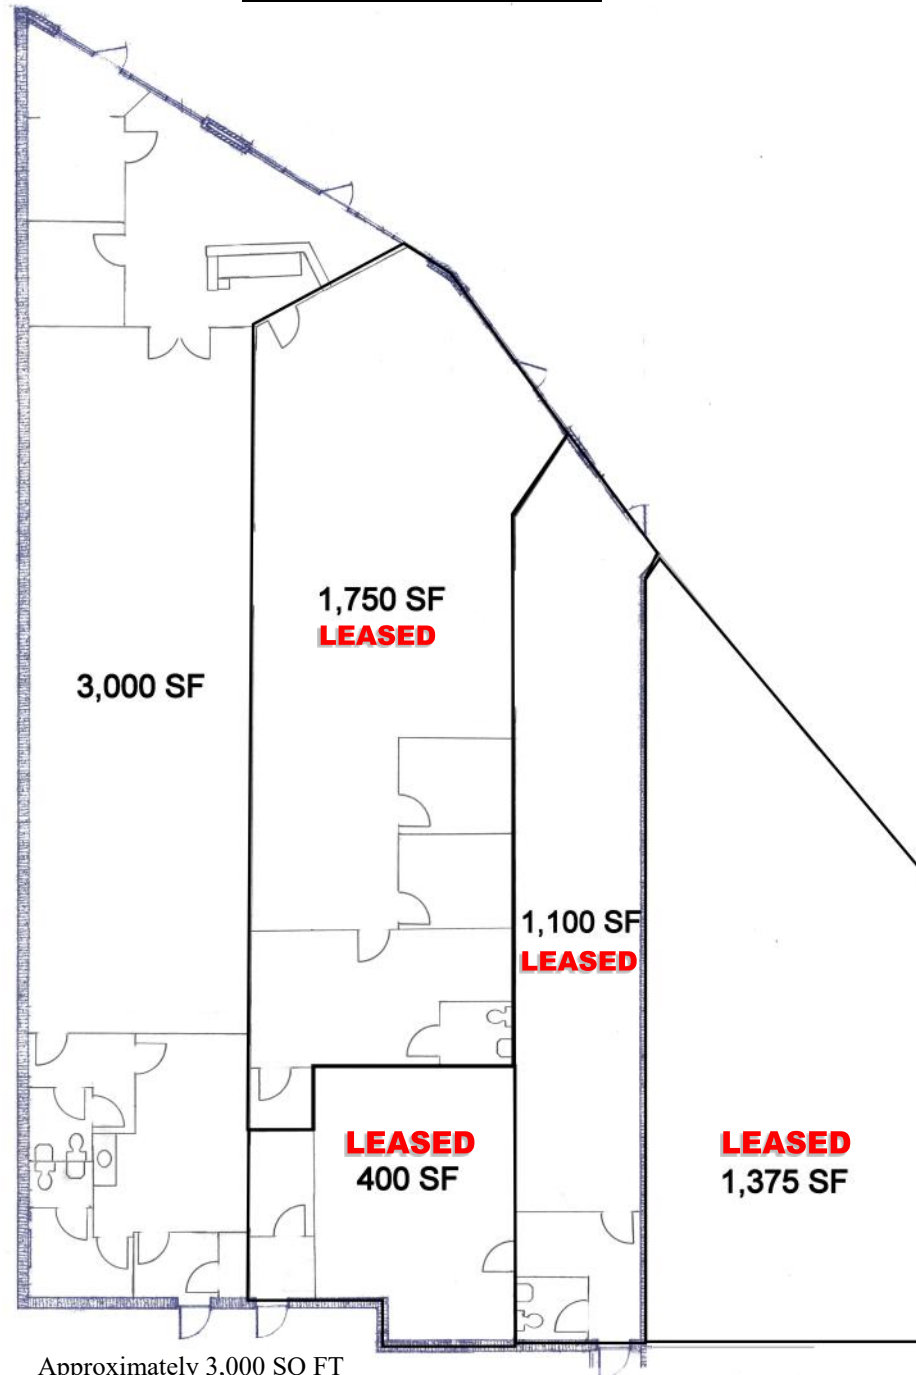 1,750 SF
LEASED
3,000 SF
1,100 SF
LEASED
LEASED
400 SF
LEASED
1,375 SF
Approximately 3,000 SQ FT